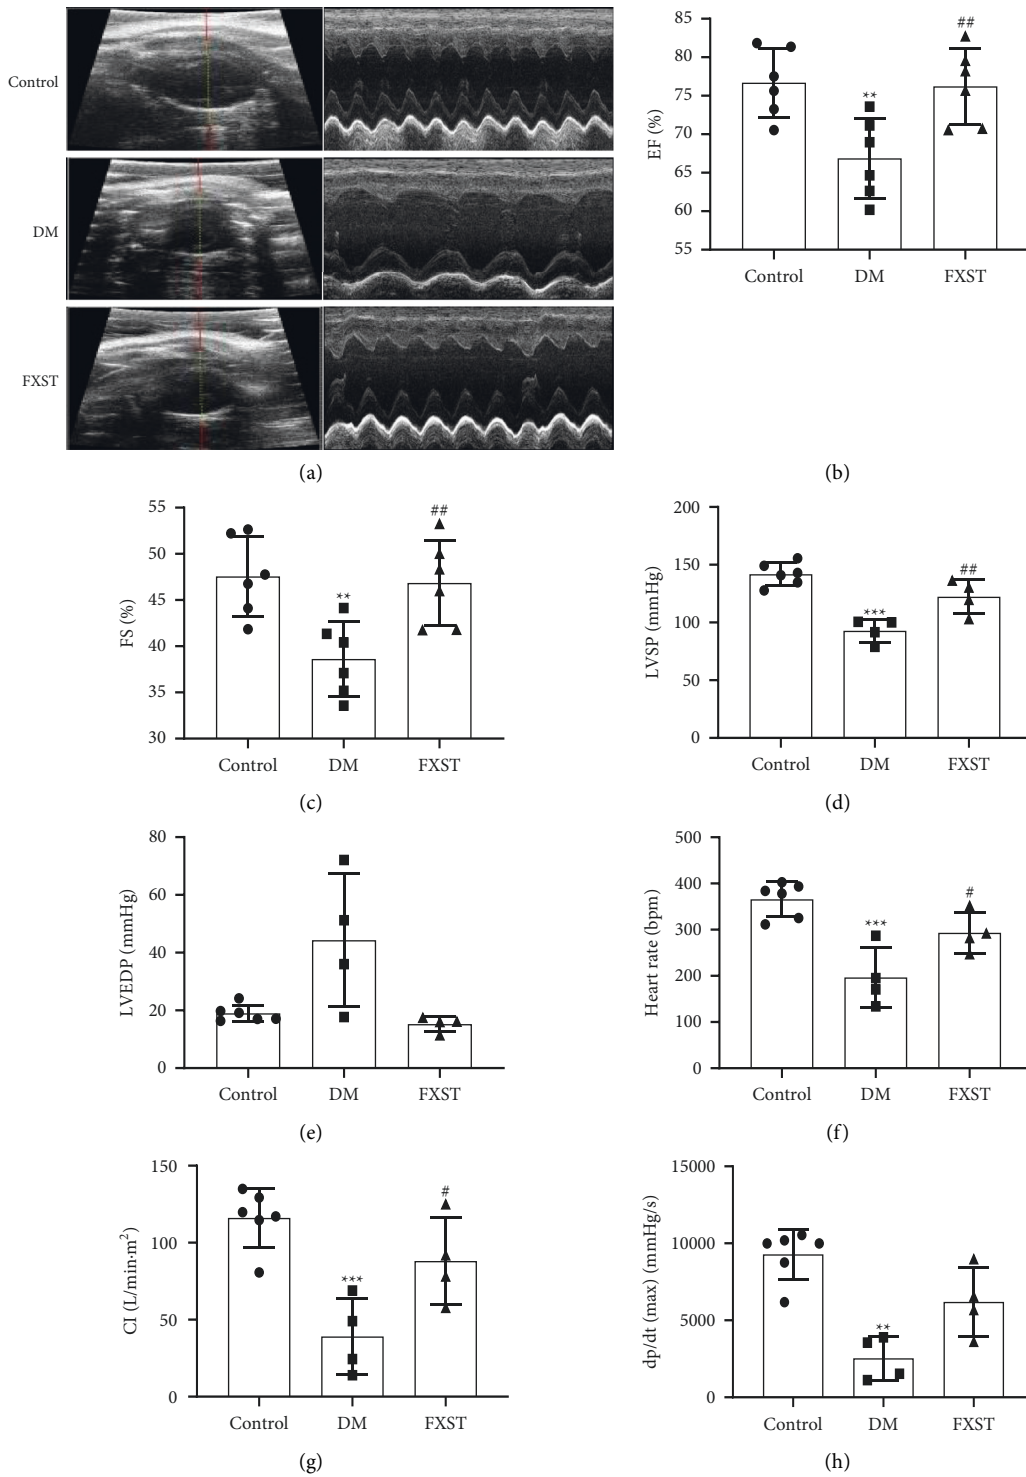 Control
DM
FXST
(a)
EF (%)
85
80
75
70
65
60
55
**
##
Control DM FXST
(b)
FS (%)
55
50
45
40
35
30
**
##
Control DM FXST
(c)
LVSP (mmHg)
200
150
100
50
0
***
##
Control DM FXST
(d)
LVEDP (mmHg)
80
60
40
20
0
Control DM FXST
(e)
Heart rate (bpm)
500
400
300
200
100
0
***
#
Control DM FXST
(f)
CI (L/min·m²)
150
100
50
0
***
#
Control DM FXST
(g)
dp/dt (max) (mmHg/s)
15000
10000
5000
0
**
Control DM FXST
(h)